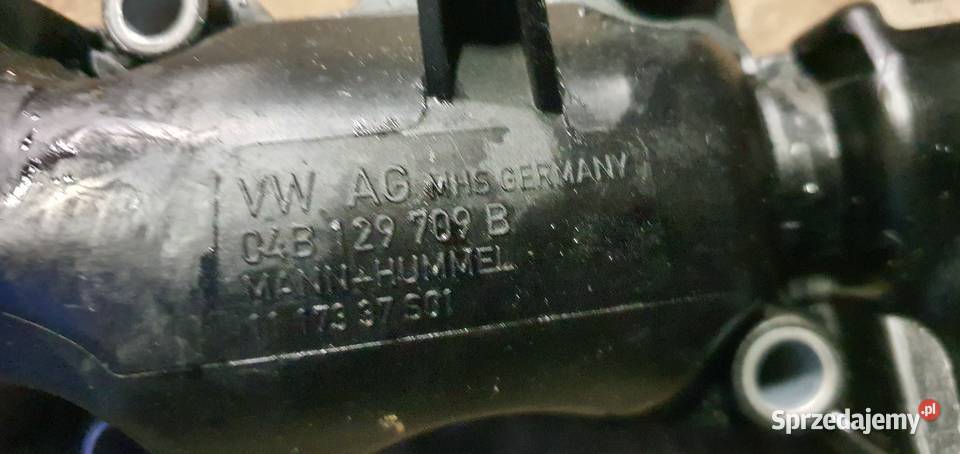 VW AG MHS GERMANY
04B 129 709 B
MANN+HUMMEL
11 173 37 S01
Sprzedajemy.pl